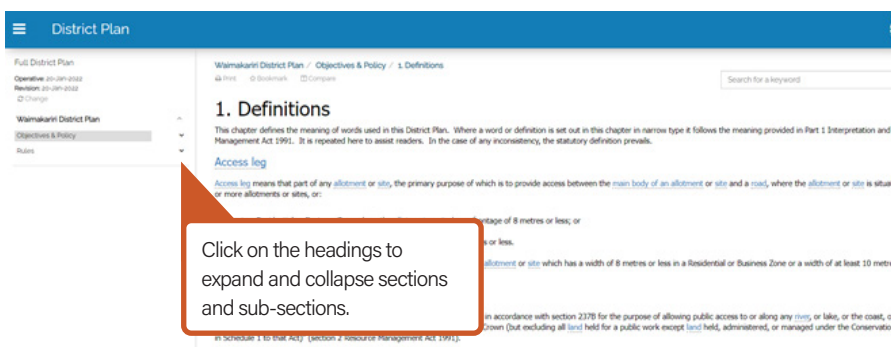 District Plan
Full District Plan
Operative: 20-Jan-2022
Revision: 20-Jan-2022
Change
Waimakariri District Plan
Objectives & Policy
Rules
Waimakariri District Plan / Objectives & Policy / 1. Definitions
Print Bookmark Compare
Search for a keyword
1. Definitions
This chapter defines the meaning of words used in this District Plan. Where a word or definition is set out in this chapter in narrow type it follows the meaning provided in Part 1 Interpretation and
Management Act 1991. It is repeated here to assist readers. In the case of any inconsistency, the statutory definition prevails.
Access leg
Access leg means that part of any allotment or site, the primary purpose of which is to provide access between the main body of an allotment or site and a road, where the allotment or site is situa
or more allotments or sites, or:
of 8 metres or less; or
s or less.
allotment or site which has a width of 8 metres or less in a Residential or Business Zone or a width of at least 10 metre
Click on the headings to
expand and collapse sections
and sub-sections.
in accordance with section 237B for the purpose of allowing public access to or along any river, or lake, or the coast, o
Crown (but excluding all land held for a public work except land held, administered, or managed under the Conservatio
in Schedule 1 to that Act)" (section 2 Resource Management Act 1991).